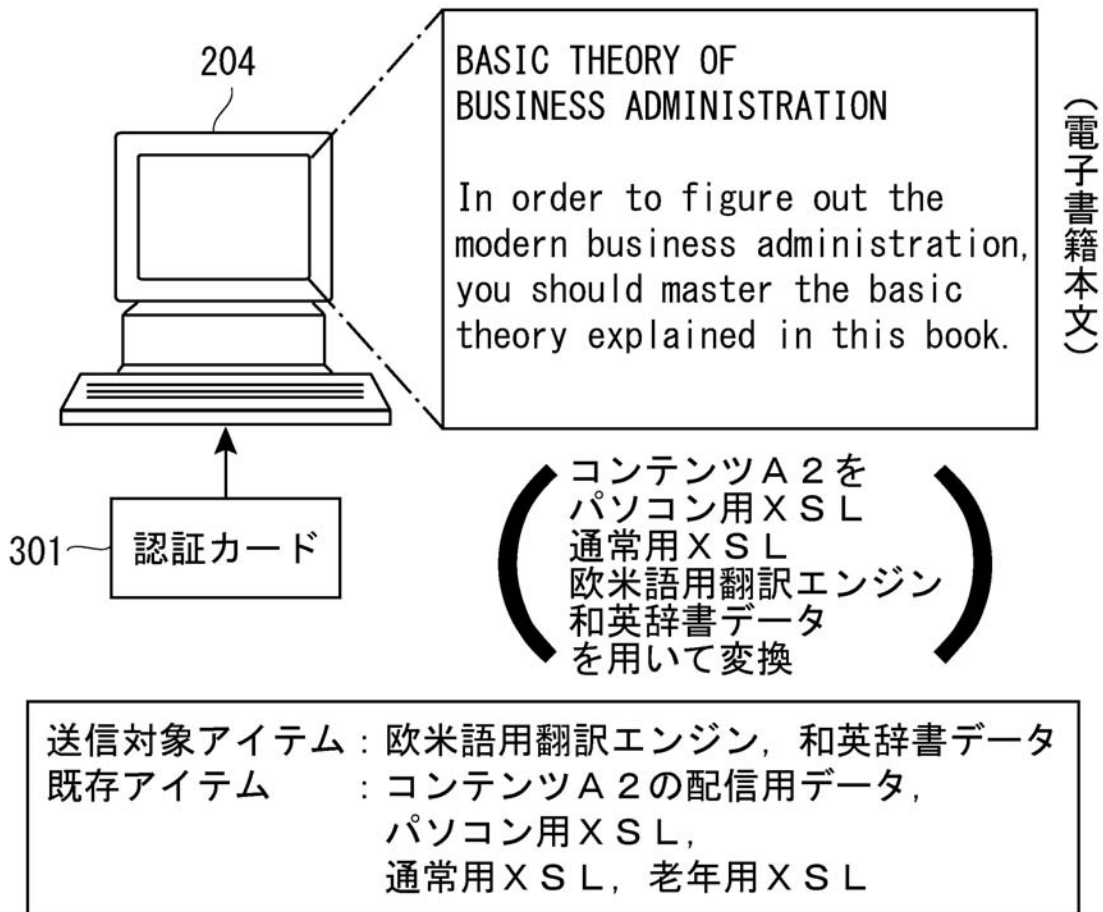 204
BASIC THEORY OF
BUSINESS ADMINISTRATION
In order to figure out the
modern business administration,
you should master the basic
theory explained in this book.
（電子書籍本文）
301
認証カード
コンテンツＡ２を
パソコン用ＸＳＬ
通常用ＸＳＬ
欧米語用翻訳エンジン
和英辞書データ
を用いて変換
送信対象アイテム：欧米語用翻訳エンジン，和英辞書データ
既存アイテム　　：コンテンツＡ２の配信用データ，
パソコン用ＸＳＬ，
通常用ＸＳＬ，老年用ＸＳＬ